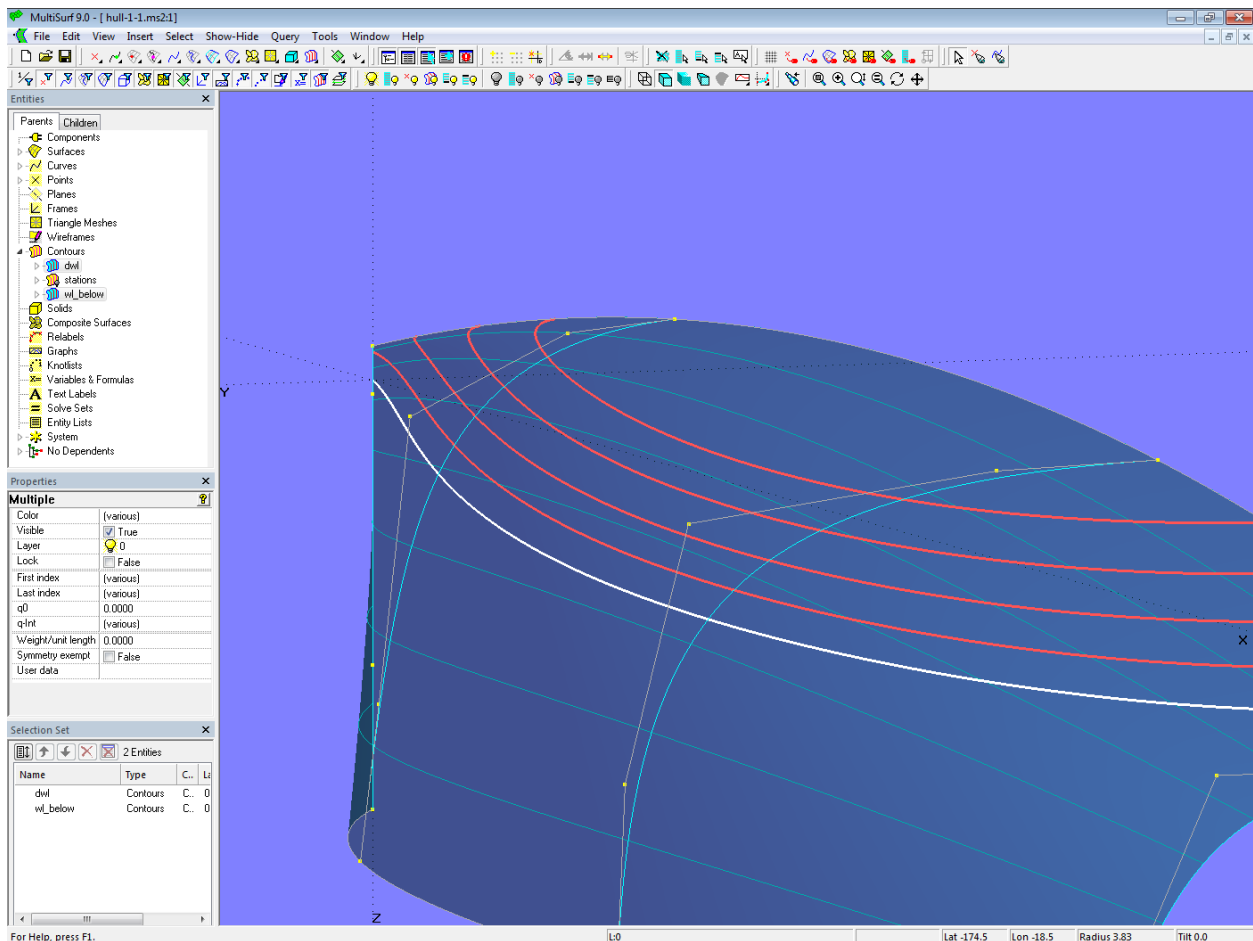 MultiSurf 9.0 - [ hull-1-1.ms2:1]
File Edit View Insert Select Show-Hide Query Tools Window Help
Entities
Parents Children
Components
Surfaces
Curves
Points
Planes
Frames
Triangle Meshes
Wireframes
Contours
dwl
stations
wl_below
Solids
Composite Surfaces
Relabels
Graphs
Knotlists
Variables & Formulas
Text Labels
Solve Sets
Entity Lists
System
No Dependents
Properties
Multiple
Color (various)
Visible True
Layer 0
Lock False
First index (various)
Last index (various)
q0 0.0000
q-Int (various)
Weight/unit length 0.0000
Symmetry exempt False
User data
Selection Set
2 Entities
Name Type C.. La
dwl Contours C.. 0
wl_below Contours C.. 0
Y
X
Z
For Help, press F1. L:0 Lat -174.5 Lon -18.5 Radius 3.83 Tilt 0.0